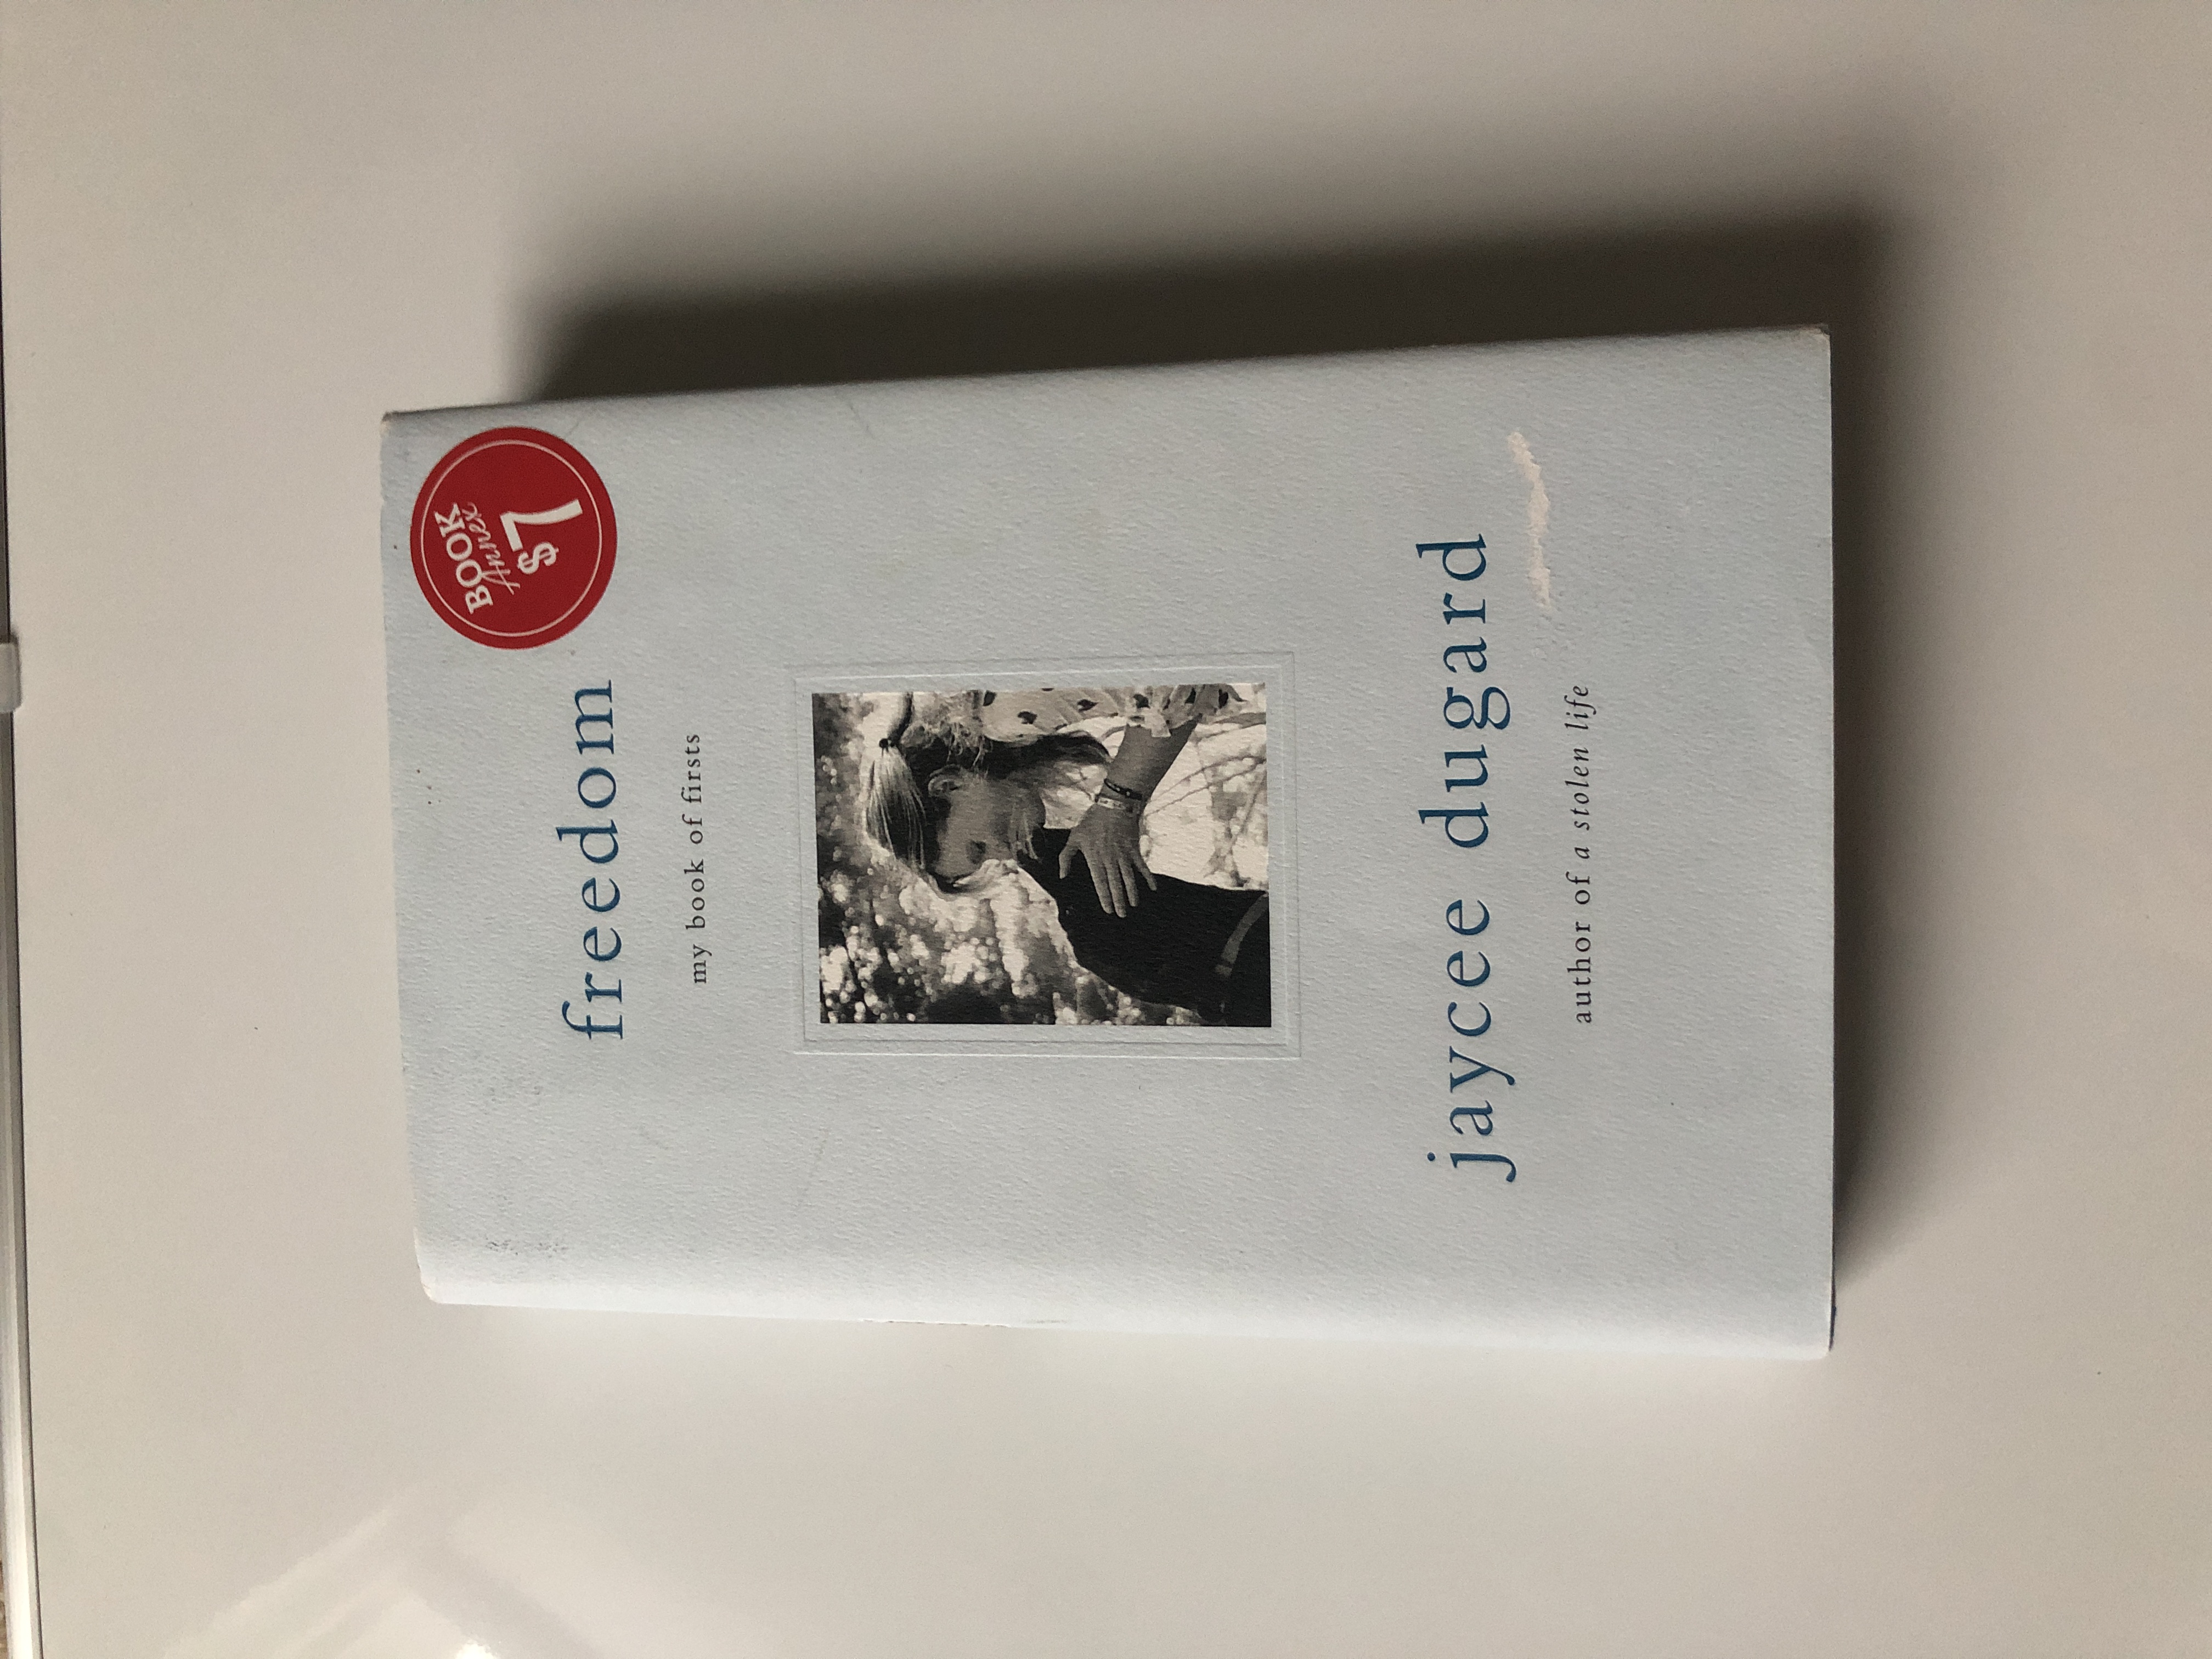 BOOK
Annex
$7
freedom
my book of firsts
jaycee dugard
author of a stolen life